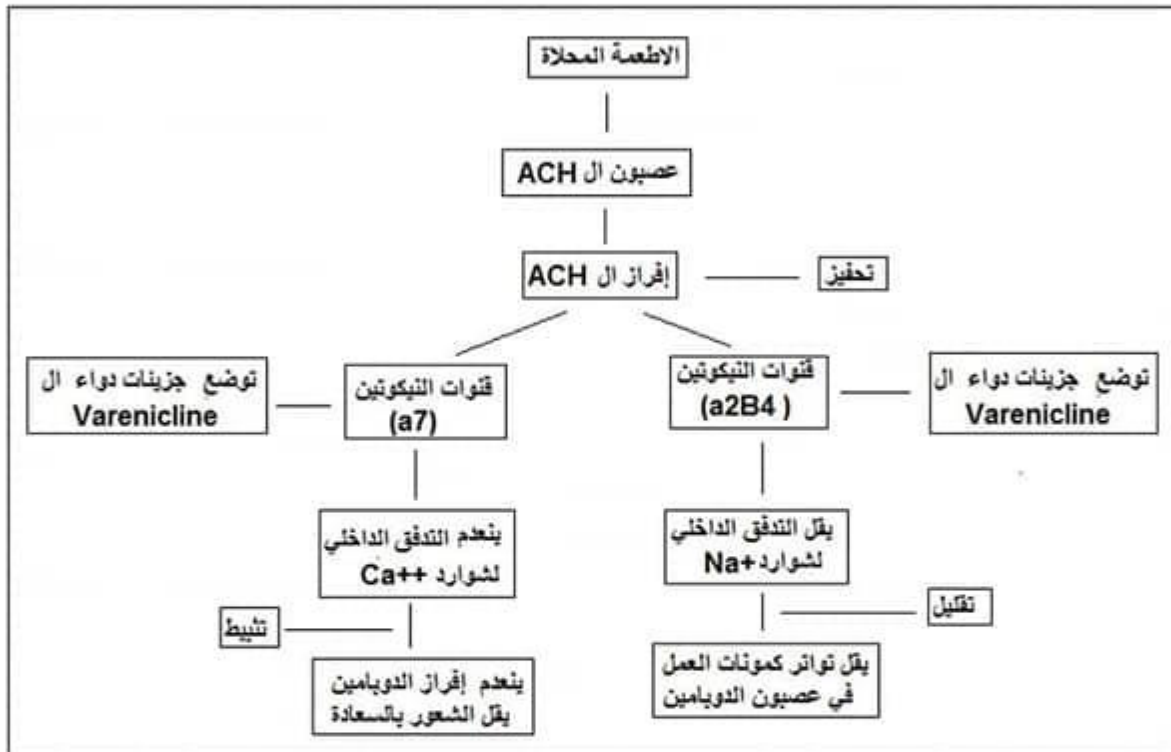 الاطعمة المحلاة
عصبون ال ACH
إفراز ال ACH
تحفيز
قنوات النيكوتين
(a2B4 )
توضع جزيئات دواء ال
Varenicline
قنوات النيكوتين
(a7)
توضع جزيئات دواء ال
Varenicline
يقل التدفق الداخلي
لشوارد Na+
ينعدم التدفق الداخلي
لشوارد Ca++
تقليل
تثبيط
يقل تواتر كمونات العمل
في عصبون الدوبامين
ينعدم إفراز الدوبامين
يقل الشعور بالسعادة